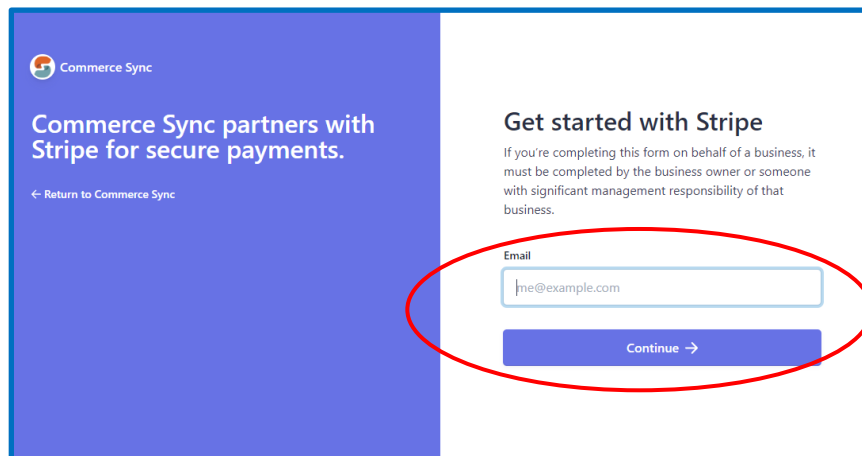 Commerce Sync
Commerce Sync partners with
Stripe for secure payments.
← Return to Commerce Sync
Get started with Stripe
If you're completing this form on behalf of a business, it
must be completed by the business owner or someone
with significant management responsibility of that
business.
Email
me@example.com
Continue →